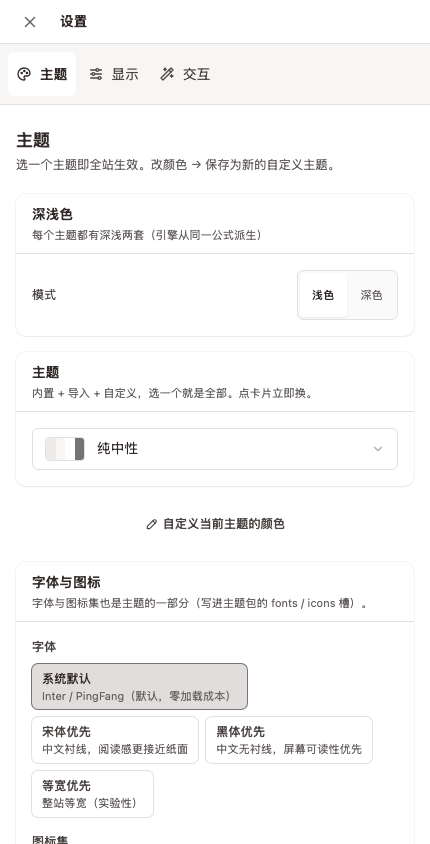 设置
主题
显示
交互
主题
选一个主题即全站生效。改颜色 → 保存为新的自定义主题。
深浅色
每个主题都有深浅两套（引擎从同一公式派生）
模式
浅色
深色
主题
内置 + 导入 + 自定义，选一个就是全部。点卡片立即换。
纯中性
自定义当前主题的颜色
字体与图标
字体与图标集也是主题的一部分（写进主题包的 fonts / icons 槽）。
字体
系统默认
Inter / PingFang（默认，零加载成本）
宋体优先
中文衬线，阅读感更接近纸面
黑体优先
中文无衬线，屏幕可读性优先
等宽优先
整站等宽（实验性）
图标集